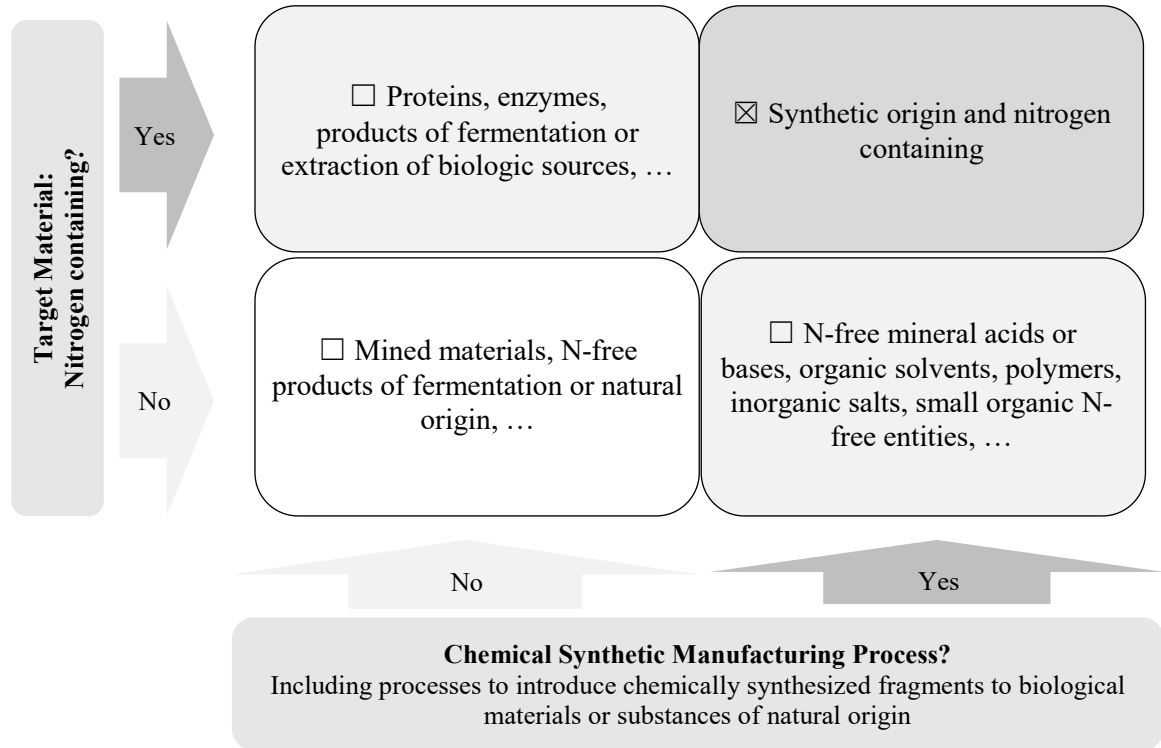 Target Material:
Nitrogen containing?
Yes
☐ Proteins, enzymes,
products of fermentation or
extraction of biologic sources, …
☒ Synthetic origin and nitrogen
containing
No
☐ Mined materials, N-free
products of fermentation or natural
origin, …
☐ N-free mineral acids or
bases, organic solvents, polymers,
inorganic salts, small organic N-
free entities, …
No
Yes
Chemical Synthetic Manufacturing Process?
Including processes to introduce chemically synthesized fragments to biological
materials or substances of natural origin